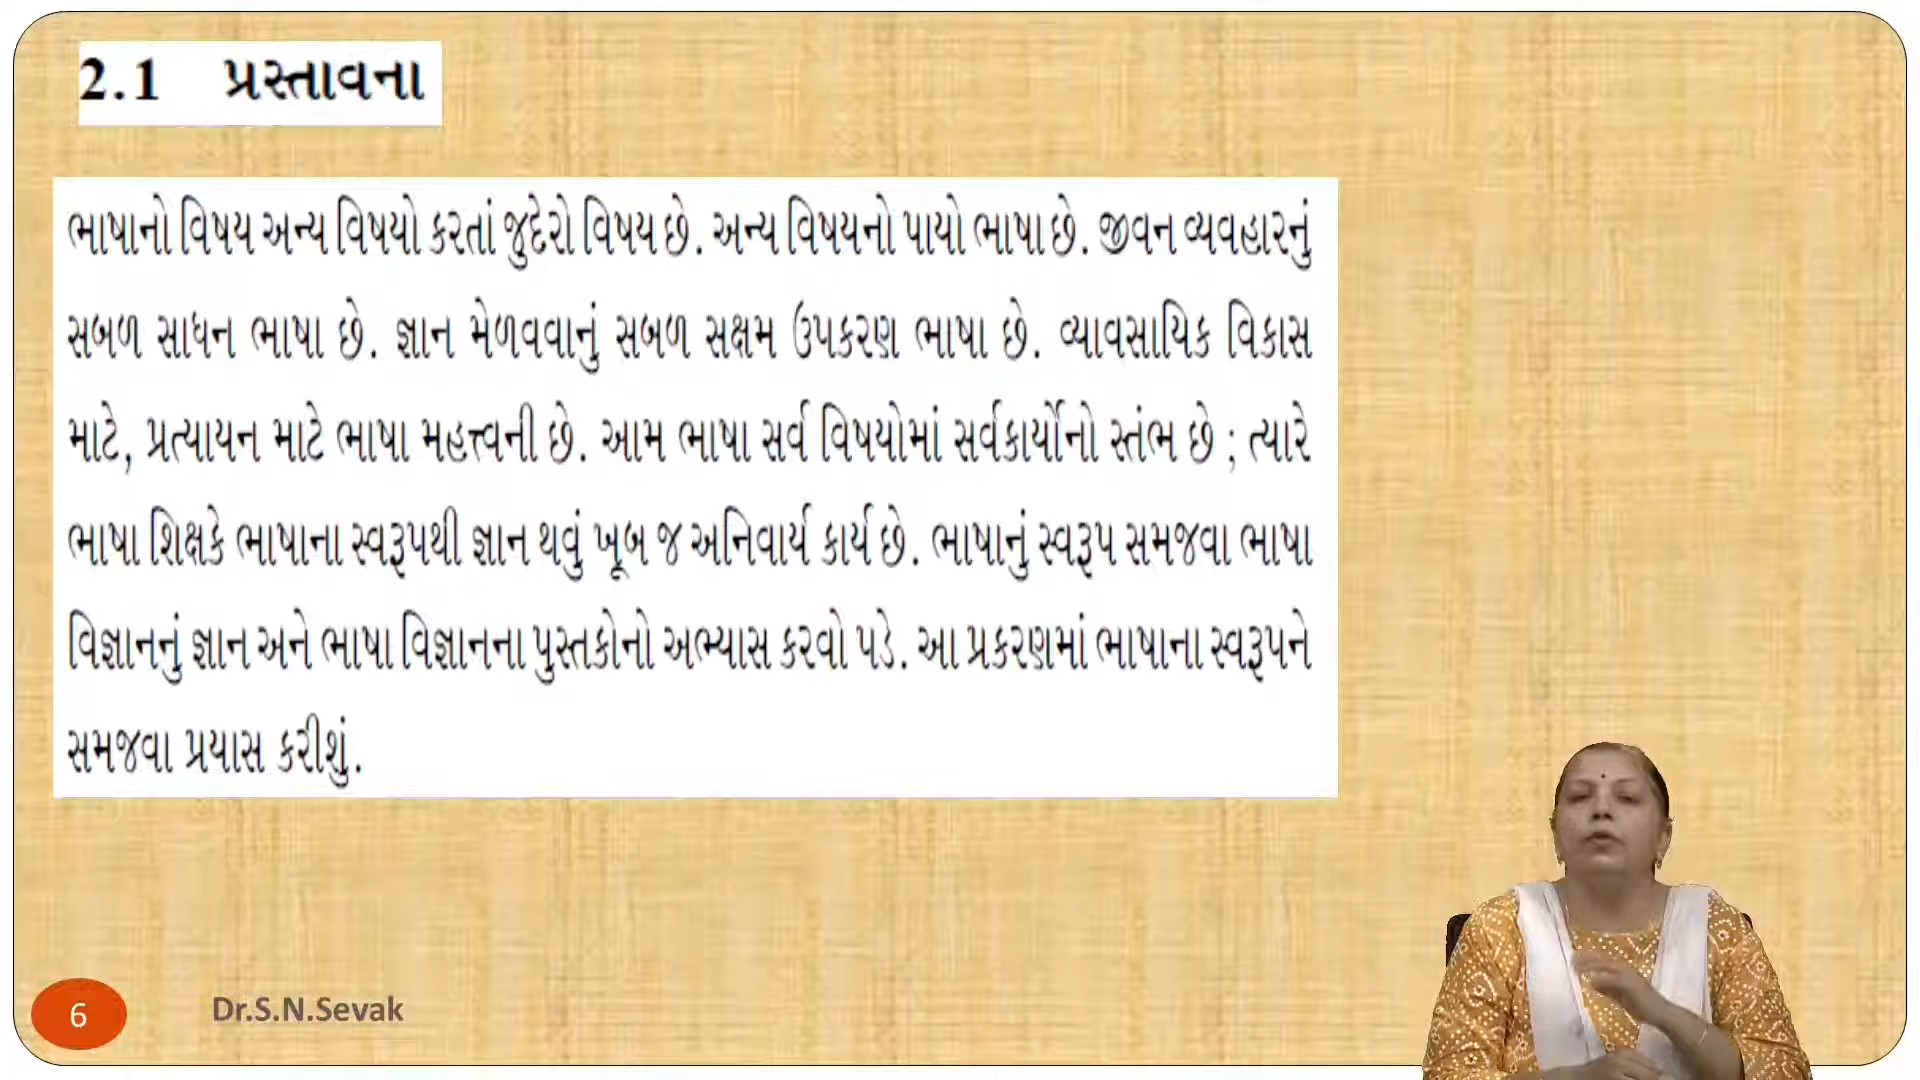 2.1 પ્રસ્તાવના
ભાષાનો વિષય અન્ય વિષયો કરતાં જુદેરો વિષય છે. અન્ય વિષયનો પાયો ભાષા છે. જીવન વ્યવહારનું
સબળ સાધન ભાષા છે. જ્ઞાન મેળવવાનું સબળ સક્ષમ ઉપકરણ ભાષા છે. વ્યાવસાયિક વિકાસ
માટે, પ્રત્યાયન માટે ભાષા મહત્ત્વની છે. આમ ભાષા સર્વ વિષયોમાં સર્વકાર્યોનો સ્તંભ છે ; ત્યારે
ભાષા શિક્ષકે ભાષાના સ્વરૂપથી જ્ઞાન થવું ખૂબ જ અનિવાર્ય કાર્ય છે. ભાષાનું સ્વરૂપ સમજવા ભાષા
વિજ્ઞાનનું જ્ઞાન અને ભાષા વિજ્ઞાનના પુસ્તકોનો અભ્યાસ કરવો પડે. આ પ્રકરણમાં ભાષાના સ્વરૂપને
સમજવા પ્રયાસ કરીશું.
6 Dr.S.N.Sevak